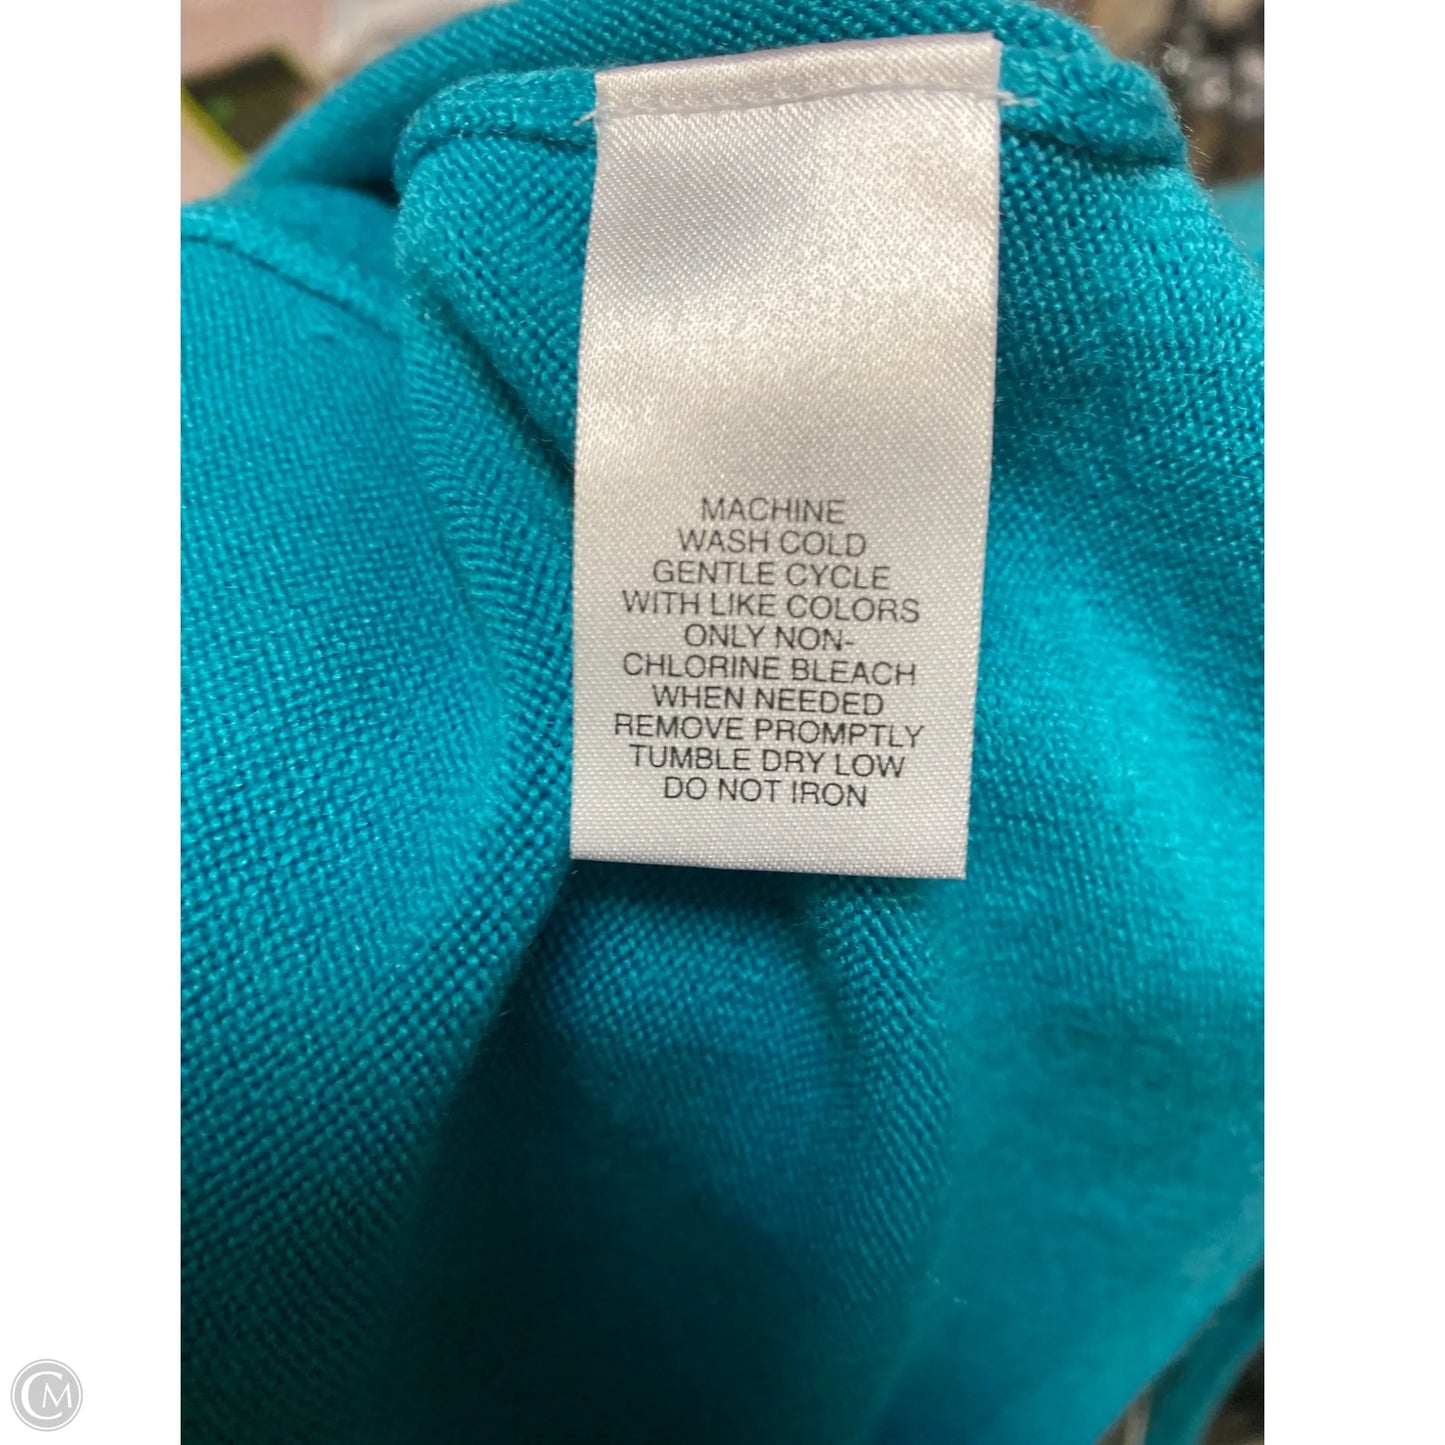 MACHINE
WASH COLD
GENTLE CYCLE
WITH LIKE COLORS
ONLY NON-
CHLORINE BLEACH
WHEN NEEDED
REMOVE PROMPTLY
TUMBLE DRY LOW
DO NOT IRON
CM